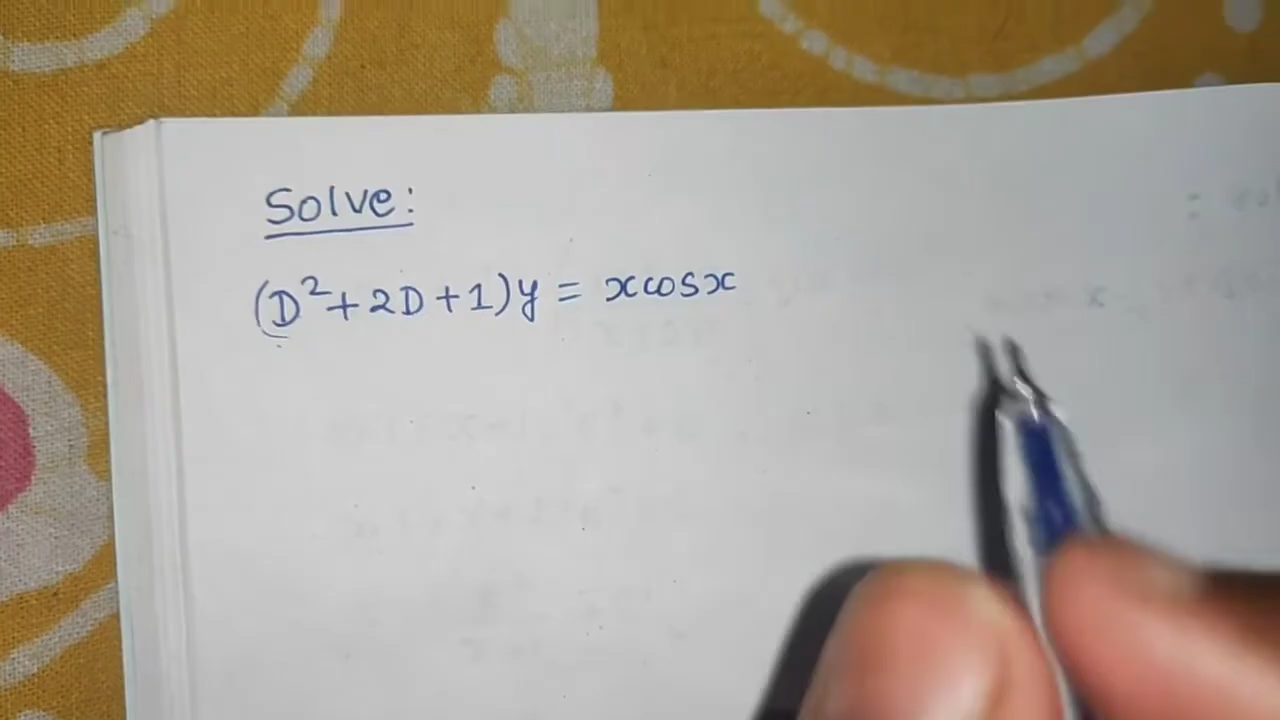 Solve:
(D²+2D+1)y = xcosx